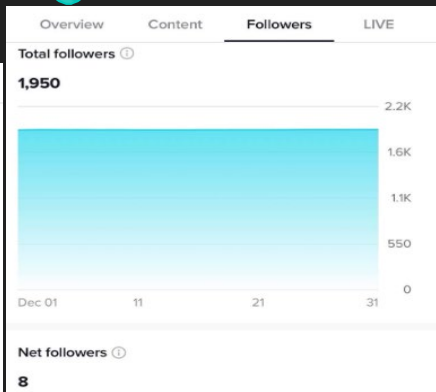 Overview Content Followers LIVE
Total followers
1,950
2.2K
1.6K
1.1K
550
0
Dec 01 11 21 31
Net followers
8